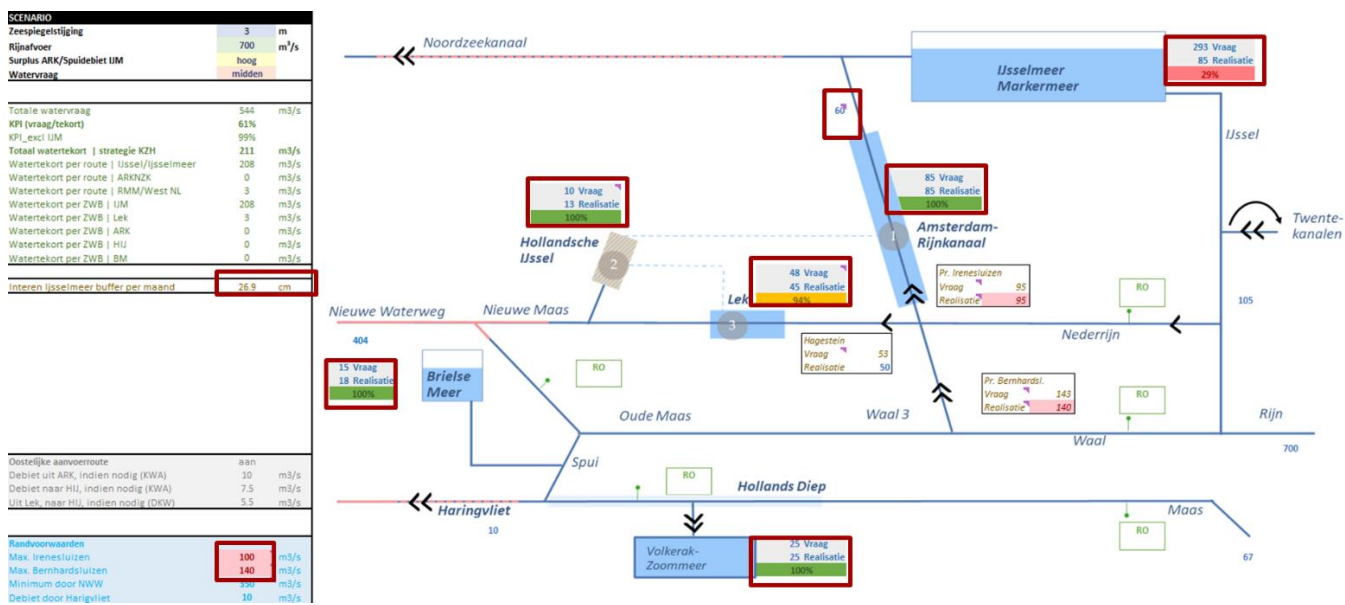 SCENARIO
Zeespiegelstijging 3 m
Rijnafvoer 700 m³/s
Surplus ARK/Spuidebiet IJM hoog
Watervraag midden
Totale watervraag 544 m3/s
KPI (vraag/tekort) 61%
KPI_excl IJM 99%
Totaal watertekort | strategie KZH 211 m3/s
Watertekort per route | IJssel/Ijsselmeer 208 m3/s
Watertekort per route | ARKNZK 0 m3/s
Watertekort per route | RMM/West NL 3 m3/s
Watertekort per ZWB | IJM 208 m3/s
Watertekort per ZWB | Lek 3 m3/s
Watertekort per ZWB | ARK 0 m3/s
Watertekort per ZWB | HIJ 0 m3/s
Watertekort per ZWB | BM 0 m3/s
Interen Ijsselmeer buffer per maand 26.9 cm
Oostelijke aanvoerroute aan
Debiet uit ARK, indien nodig (KWA) 10 m3/s
Debiet naar HIJ, indien nodig (KWA) 7.5 m3/s
Uit Lek, naar HIJ, indien nodig (DKW) 5.5 m3/s
Randvoorwaarden
Max. Irenesluizen 100 m3/s
Max. Bernhardsluizen 140 m3/s
Minimum door NWW 350 m3/s
Debiet door Harigvliet 10 m3/s
Noordzeekanaal
IJsselmeer
Markermeer
293 Vraag
85 Realisatie
29%
60
IJssel
85 Vraag
85 Realisatie
100%
10 Vraag
13 Realisatie
100%
1
Amsterdam-
Rijnkanaal
Twente-
kanalen
Hollandsche
IJssel
2
48 Vraag
45 Realisatie
94%
Pr. Irenesluizen
Vraag 95
Realisatie 95
RO
105
Lek
3
Nieuwe Waterweg
Nieuwe Maas
Nederrijn
404
Hagestein
Vraag 53
Realisatie 50
15 Vraag
18 Realisatie
100%
Brielse
Meer
RO
Pr. Bernhardsl.
Vraag 143
Realisatie 140
RO
Oude Maas
Waal 3
Waal
Rijn
700
Spui
RO
Hollands Diep
Haringvliet
10
Maas
RO
67
Volkerak-
Zoommeer
25 Vraag
25 Realisatie
100%